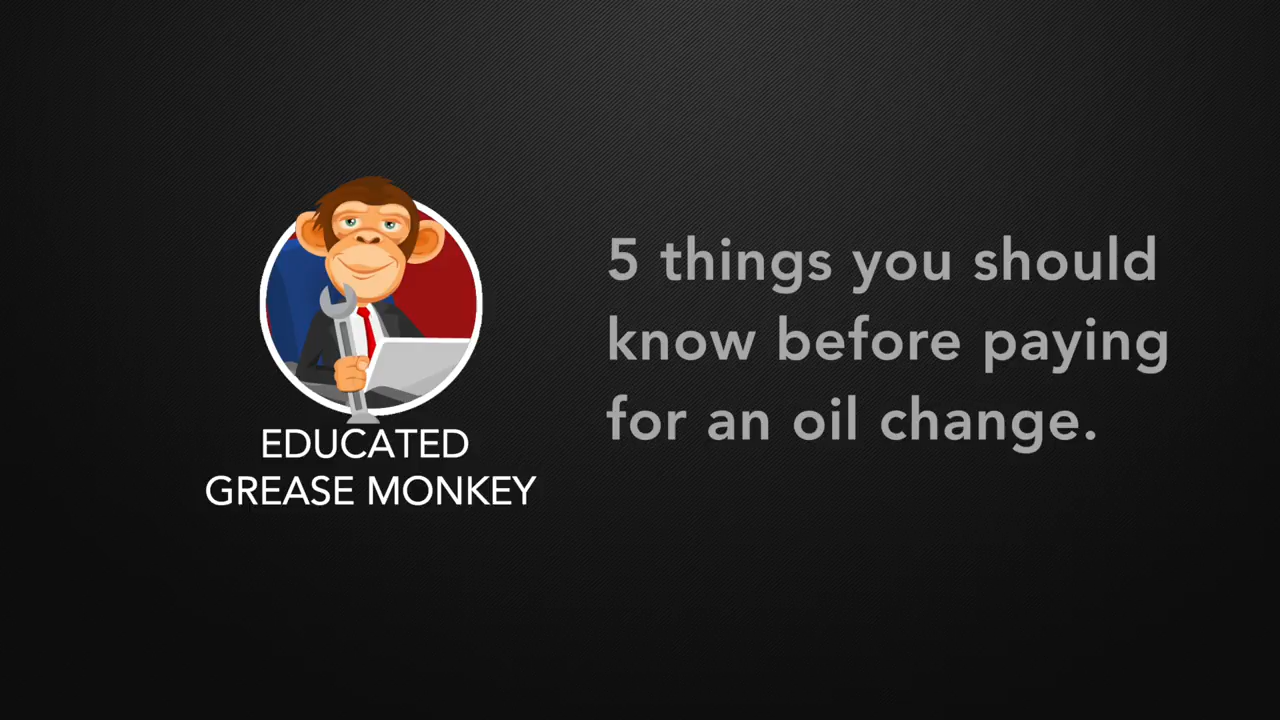 EDUCATED
GREASE MONKEY
5 things you should
know before paying
for an oil change.